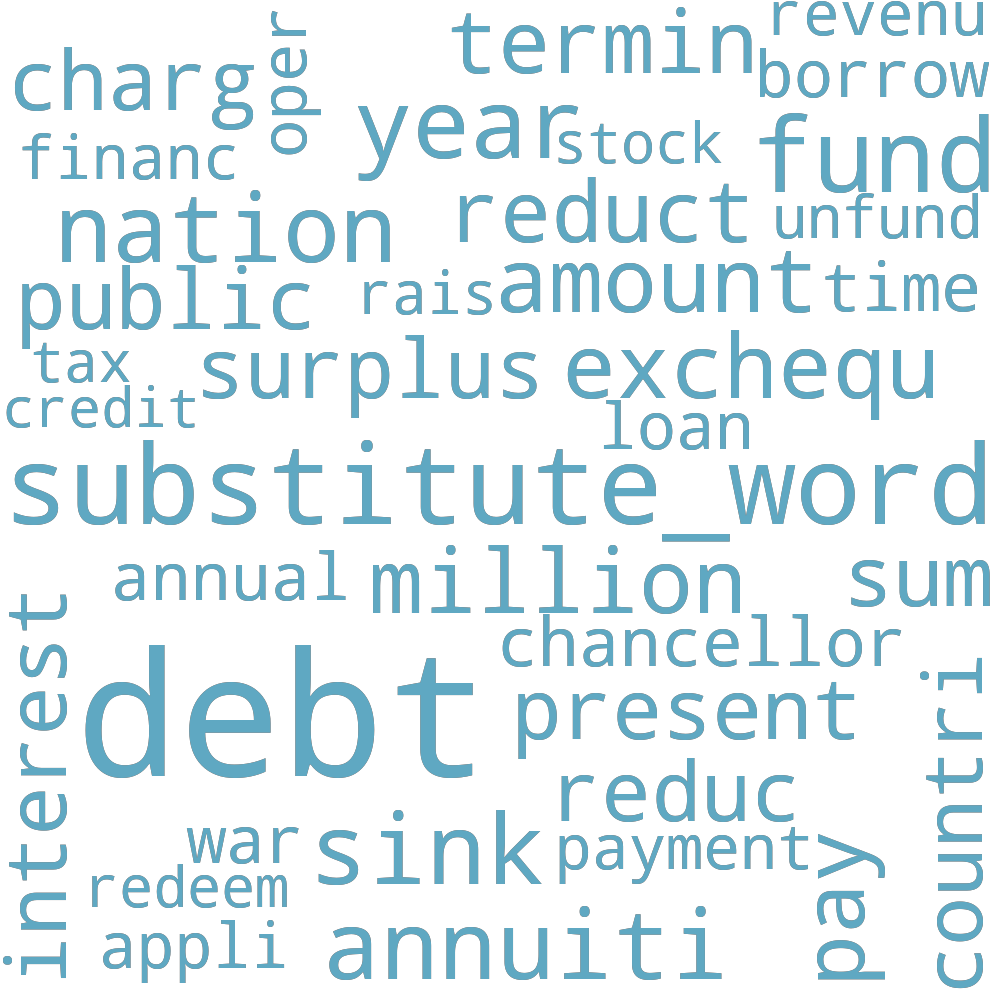 revenu
termin
oper
charg
borrow
year
stock
fund
financ
reduct
unfund
nation
amount
time
public
rais
surplus
exchequ
tax
credit
loan
substitute_word
annual
million
sum
interest
chancellor
debt
present
countri
reduc
war
sink
payment
pay
redeem
appli
annuiti